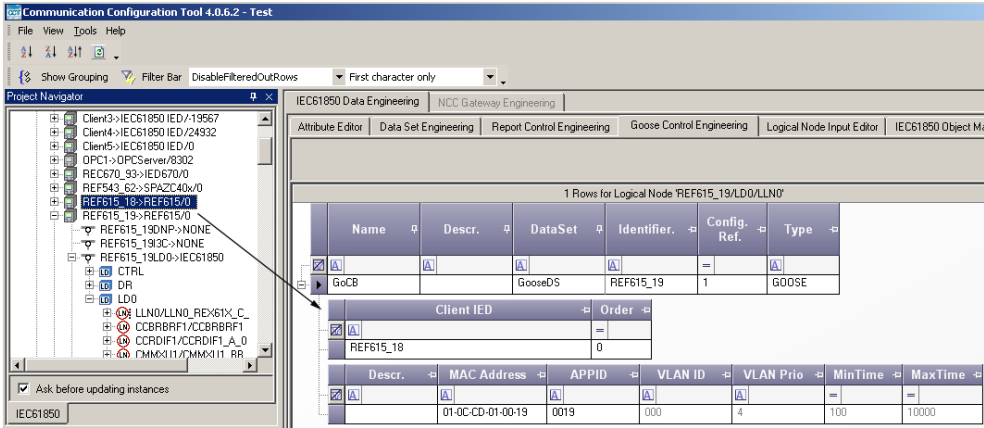 Communication Configuration Tool 4.0.6.2 - Test
File View Tools Help
Show Grouping Filter Bar DisableFilteredOutRows First character only
Project Navigator
Client3->IEC61850 IED/-19567
Client4->IEC61850 IED/24932
Client5->IEC61850 IED/0
OPC1->OPCServer/8302
REC670_93->IED670/0
REF543_62->SPAZC40x/0
REF615_18->REF615/0
REF615_19->REF615/0
REF615_19DNP->NONE
REF615_19I3C->NONE
REF615_19LD0->IEC61850
LD CTRL
LD DR
LD LD0
LN LLN0/LLN0_REX61X_C_
LN CCBRBRF1/CCBRBRF1
LN CCRDIF1/CCRDIF1_A_0
LN CMMXU1/CMMXU1_BB
Ask before updating instances
IEC61850
IEC61850 Data Engineering NCC Gateway Engineering
Attribute Editor Data Set Engineering Report Control Engineering Goose Control Engineering Logical Node Input Editor IEC61850 Object Ma
1 Rows for Logical Node 'REF615_19/LD0/LLN0'
Name Descr. DataSet Identifier. Config. Ref. Type
A A A A = A
GoCB GooseDS REF615_19 1 GOOSE
Client IED Order
A =
REF615_18 0
Descr. MAC Address APPID VLAN ID VLAN Prio MinTime MaxTime
A A A A A = =
01-0C-CD-01-00-19 0019 000 4 100 10000